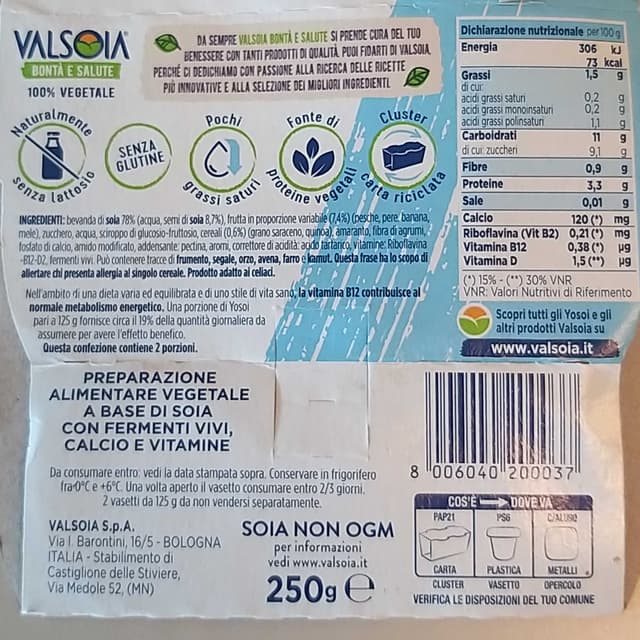 VALSOIA
BONTÀ E SALUTE
100% VEGETALE
DA SEMPRE VALSOIA BONTÀ E SALUTE SI PRENDE CURA DEL TUO
BENESSERE CON TANTI PRODOTTI DI QUALITÀ. PUOI FIDARTI DI VALSOIA,
PERCHÉ CI DEDICHIAMO CON PASSIONE ALLA RICERCA DELLE RICETTE
PIÙ INNOVATIVE E ALLA SELEZIONE DEI MIGLIORI INGREDIENTI.
Naturalmente
senza lattosio
SENZA
GLUTINE
Pochi
grassi saturi
Fonte di
proteine vegetali
Cluster
carta riciclata
INGREDIENTI: bevanda di soia 78% (acqua, semi di soia 8,7%), frutta in proporzione variabile (7,4%) (pesche, pere, banana,
mele), zucchero, acqua, sciroppo di glucosio-fruttosio, cereali (0,6%) (grano saraceno, quinoa), amaranto, fibra di agrumi,
fosfato di calcio, amido modificato, addensante: pectina, aromi, correttore di acidità: acido tartarico, vitamine: Riboflavina
-B12-D2, fermenti vivi. Può contenere tracce di frumento, segale, orzo, avena, farro e kamut. Questa frase ha lo scopo di
allertare chi presenta allergia al singolo cereale. Prodotto adatto ai celiaci.
Nell'ambito di una dieta varia ed equilibrata e di uno stile di vita sano, la vitamina B12 contribuisce al
normale metabolismo energetico. Una porzione di Yosoi
pari a 125 g fornisce circa il 19% della quantità giornaliera da
assumere per avere l'effetto benefico.
Questa confezione contiene 2 porzioni.
Dichiarazione nutrizionale per 100 g
Energia 306 kJ
73 kcal
Grassi 1,5 g
di cui:
acidi grassi saturi 0,2 g
acidi grassi monoinsaturi 0,2 g
acidi grassi polinsaturi 1,1 g
Carboidrati 11 g
di cui: zuccheri 9,1 g
Fibre 0,9 g
Proteine 3,3 g
Sale 0,01 g
Calcio 120 (*) mg
Riboflavina (Vit B2) 0,21 (*) mg
Vitamina B12 0,38 (*) µg
Vitamina D 1,5 (**) µg
(*) 15% - (**) 30% VNR
VNR: Valori Nutritivi di Riferimento
Scopri tutti gli Yosoi e gli
altri prodotti Valsoia su
www.valsoia.it
PREPARAZIONE
ALIMENTARE VEGETALE
A BASE DI SOIA
CON FERMENTI VIVI,
CALCIO E VITAMINE
Da consumare entro: vedi la data stampata sopra. Conservare in frigorifero
fra 0°C e +6°C. Una volta aperto il vasetto consumare entro 2/3 giorni.
2 vasetti da 125 g da non vendersi separatamente.
VALSOIA S.p.A.
Via I. Barontini, 16/5 - BOLOGNA
ITALIA - Stabilimento di
Castiglione delle Stiviere,
Via Medole 52, (MN)
SOIA NON OGM
per informazioni
vedi www.valsoia.it
250g e
8 006040 200037
COS'È DOVE VA
PAP21 PS6 C/ALU90
CARTA PLASTICA METALLI
CLUSTER VASETTO OPERCOLO
VERIFICA LE DISPOSIZIONI DEL TUO COMUNE